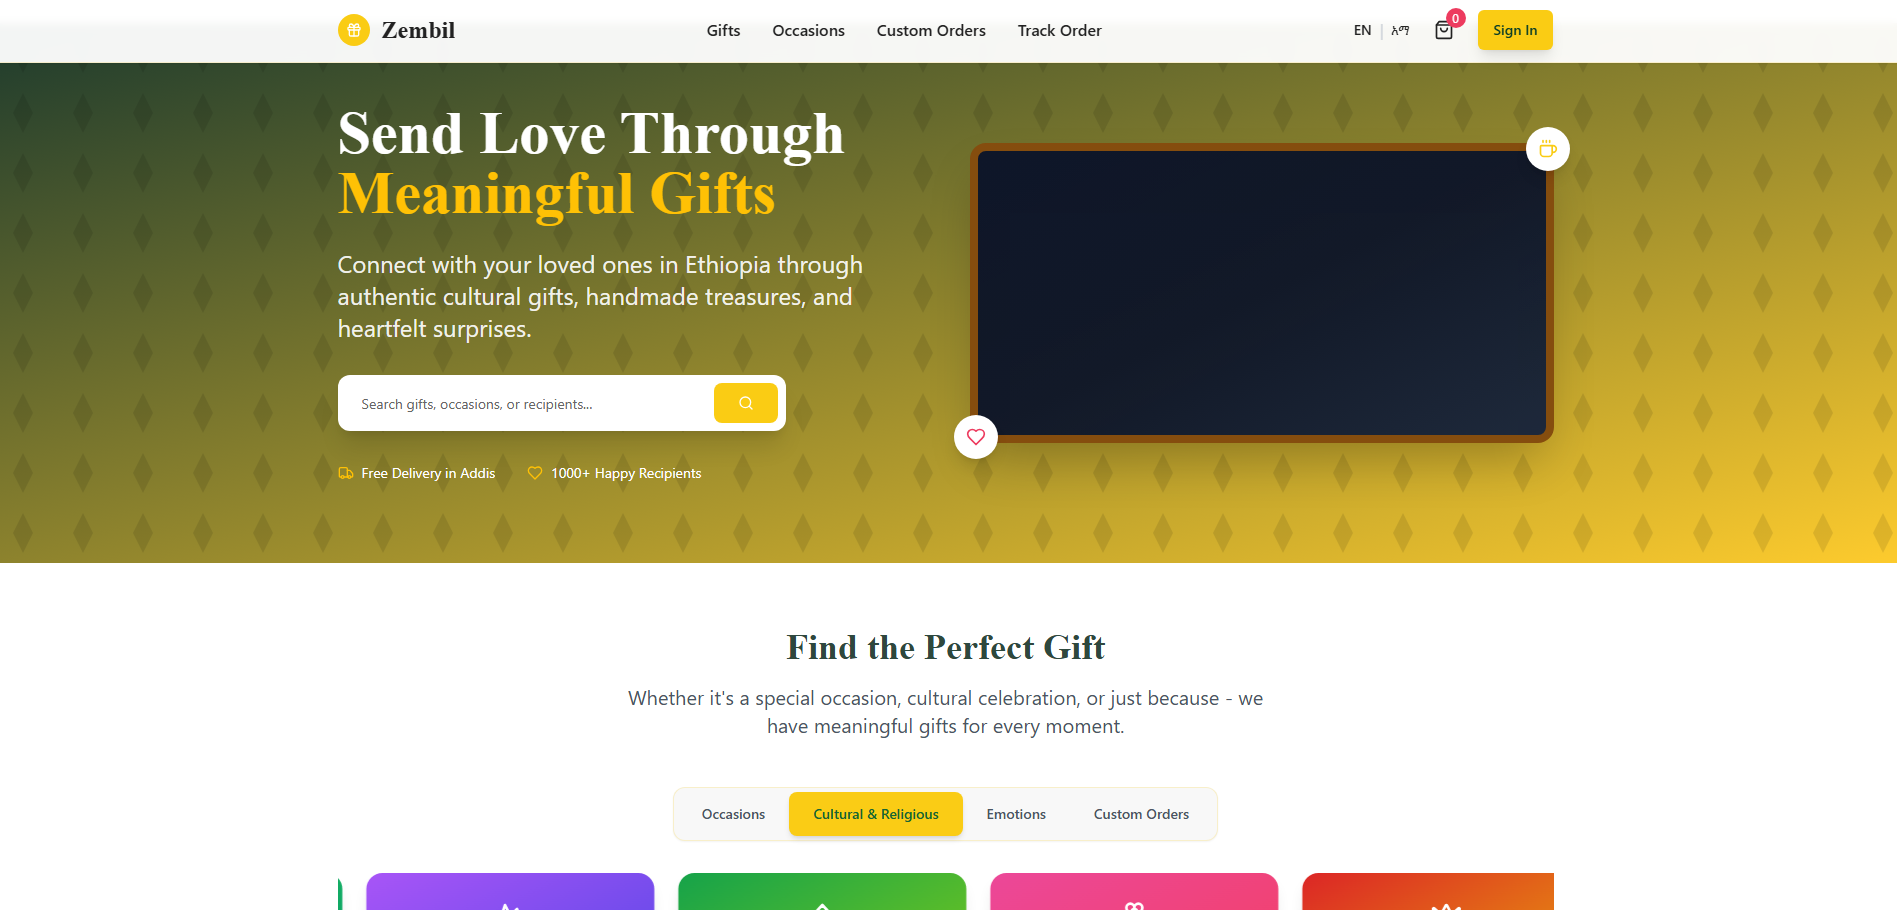 Zembil
Gifts
Occasions
Custom Orders
Track Order
EN | አማ
0
Sign In
Send Love Through
Meaningful Gifts
Connect with your loved ones in Ethiopia through
authentic cultural gifts, handmade treasures, and
heartfelt surprises.
Search gifts, occasions, or recipients...
Free Delivery in Addis
1000+ Happy Recipients
Find the Perfect Gift
Whether it's a special occasion, cultural celebration, or just because - we
have meaningful gifts for every moment.
Occasions
Cultural & Religious
Emotions
Custom Orders